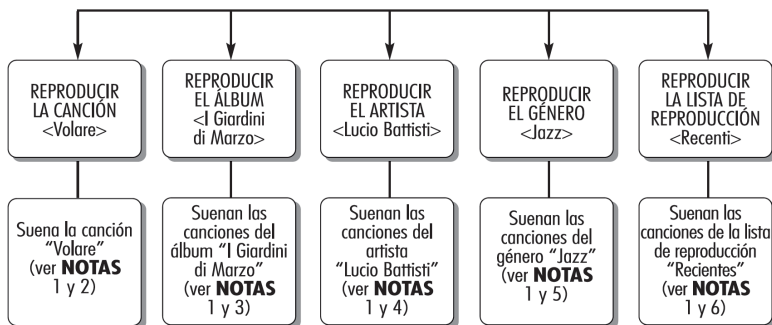 REPRODUCIR
LA CANCIÓN
<Volare>
REPRODUCIR
EL ÁLBUM
<I Giardini
di Marzo>
REPRODUCIR
EL ARTISTA
<Lucio Battisti>
REPRODUCIR
EL GÉNERO
<Jazz>
REPRODUCIR
LA LISTA DE
REPRODUCCIÓN
<Recenti>
Suena la canción
“Volare”
(ver NOTAS
1 y 2)
Suenan las
canciones del
álbum “I Giardini
di Marzo”
(ver NOTAS
1 y 3)
Suenan las
canciones del
artista
“Lucio Battisti”
(ver NOTAS
1 y 4)
Suenan las
canciones del
género “Jazz”
(ver NOTAS
1 y 5)
Suenan las
canciones de la lista
de reproducción
“Recientes”
(ver NOTAS
1 y 6)